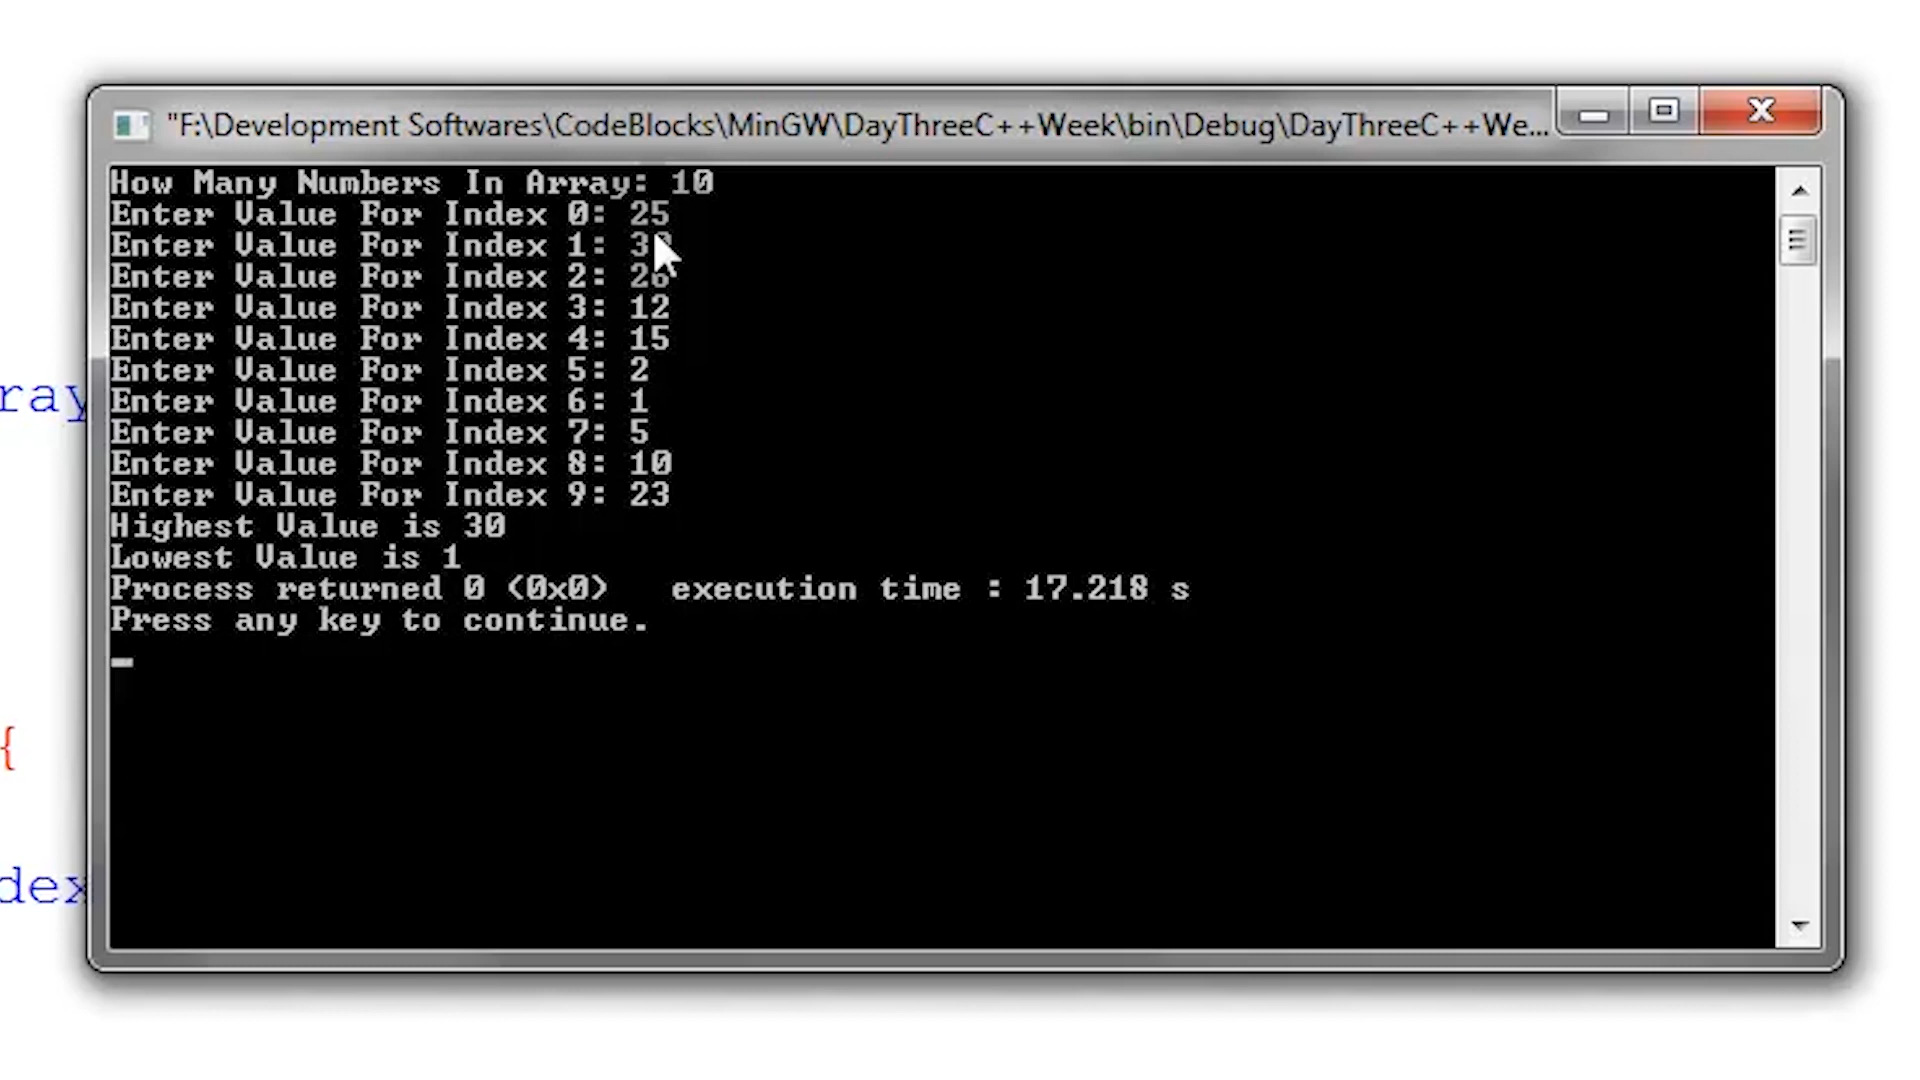 "F:\Development Softwares\CodeBlocks\MinGW\DayThreeC++Week\bin\Debug\DayThreeC++We...
How Many Numbers In Array: 10
Enter Value For Index 0: 25
Enter Value For Index 1:
Enter Value For Index 2: 26
Enter Value For Index 3: 12
Enter Value For Index 4: 15
Enter Value For Index 5: 2
Enter Value For Index 6: 1
Enter Value For Index 7: 5
Enter Value For Index 8: 10
Enter Value For Index 9: 23
Highest Value is 30
Lowest Value is 1
Process returned 0 (0x0)   execution time : 17.218 s
Press any key to continue.
ray
{
dex